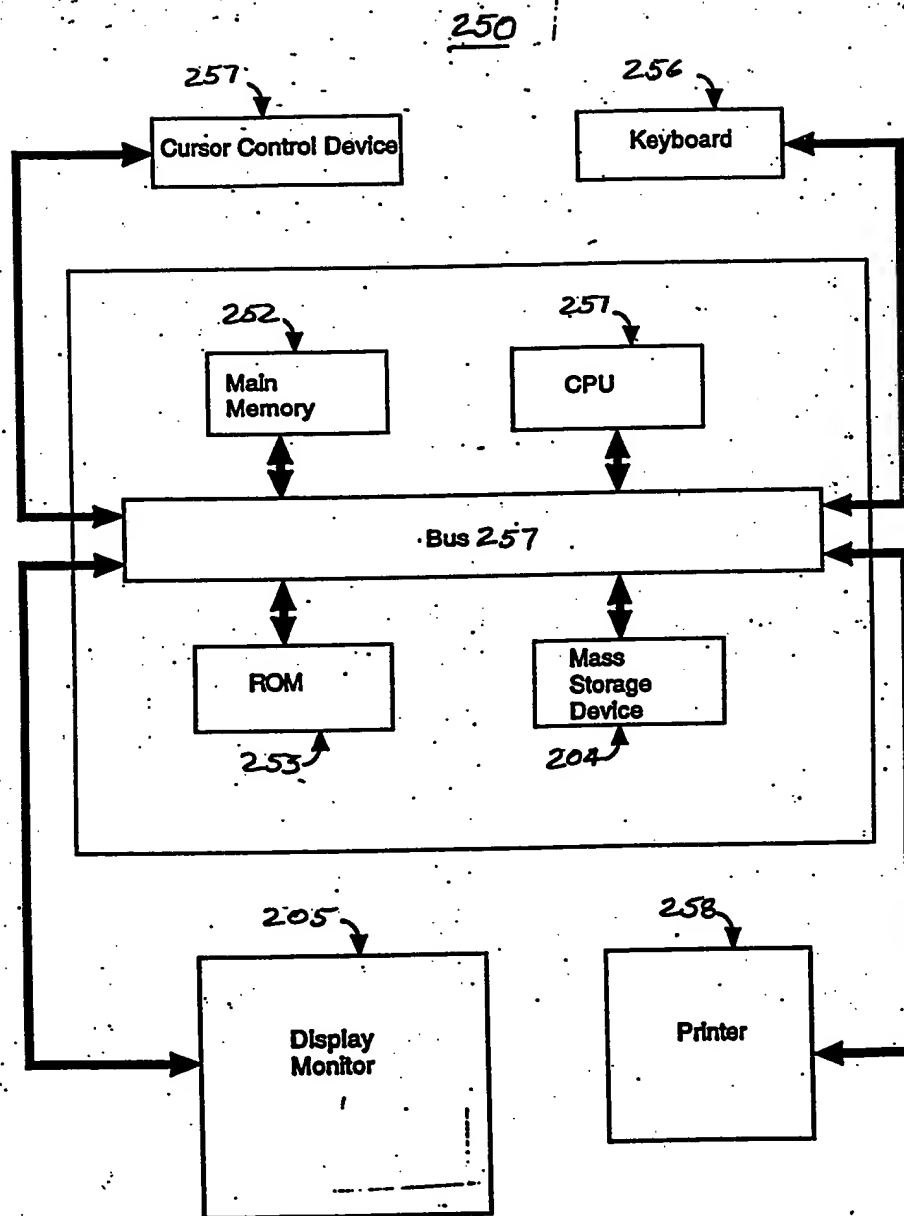 250
257
256
Cursor Control Device
Keyboard
252
257
Main
Memory
CPU
Bus 257
ROM
Mass
Storage
Device
253
204
205
258
Display
Monitor
Printer